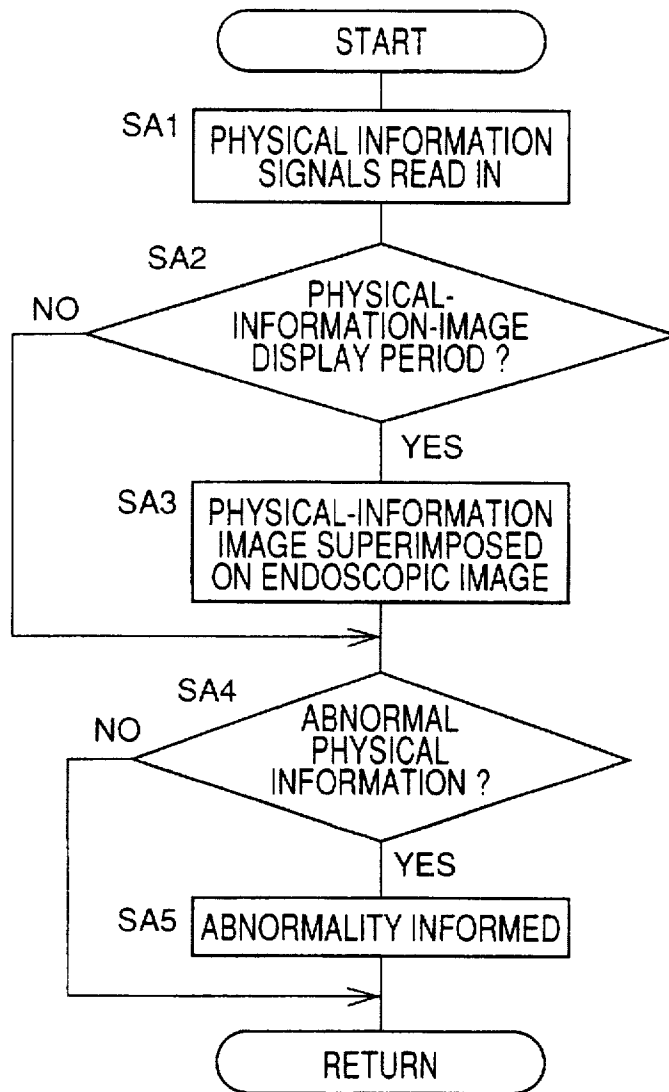 START
SA1
PHYSICAL INFORMATION
SIGNALS READ IN
SA2
NO
PHYSICAL-
INFORMATION-IMAGE
DISPLAY PERIOD ?
YES
SA3
PHYSICAL-INFORMATION
IMAGE SUPERIMPOSED
ON ENDOSCOPIC IMAGE
SA4
NO
ABNORMAL
PHYSICAL
INFORMATION ?
YES
SA5
ABNORMALITY INFORMED
RETURN